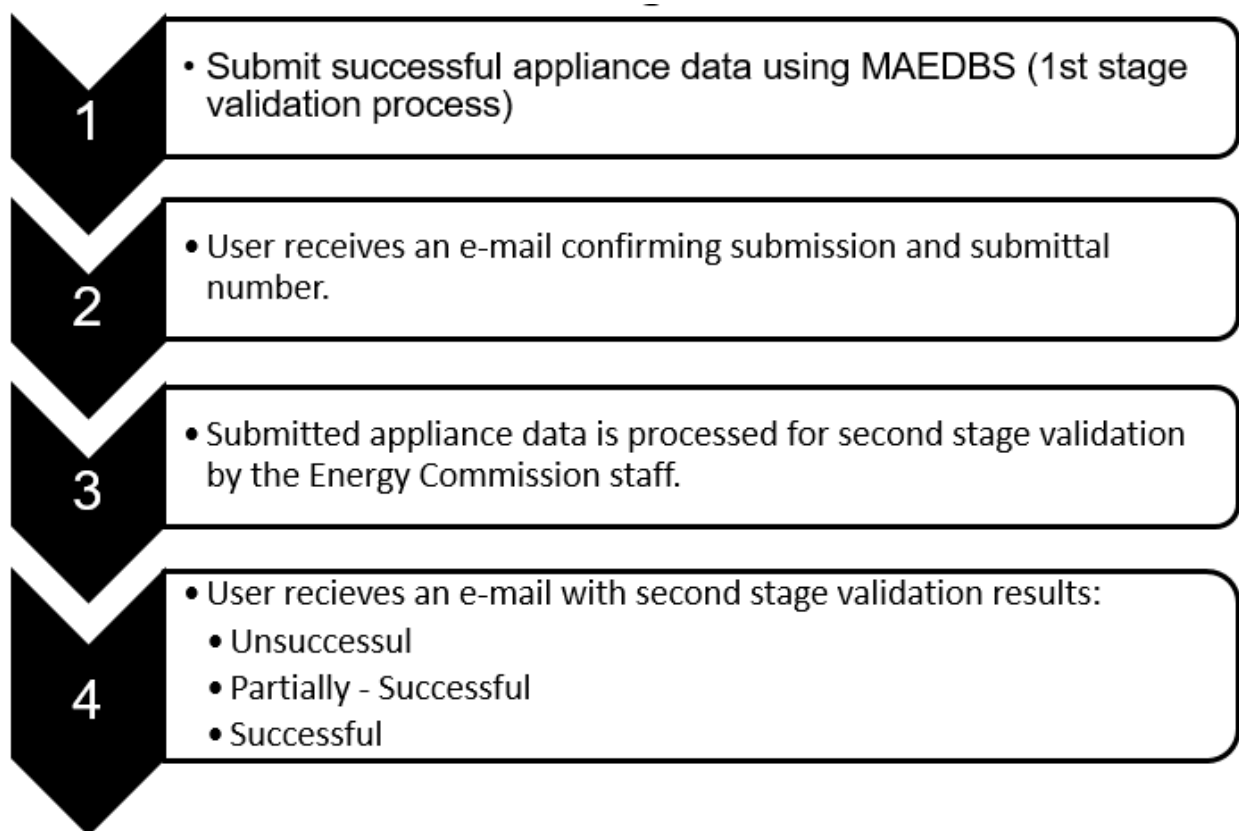 1
• Submit successful appliance data using MAEDBS (1st stage
validation process)
2
• User receives an e-mail confirming submission and submittal
number.
3
• Submitted appliance data is processed for second stage validation
by the Energy Commission staff.
4
• User recieves an e-mail with second stage validation results:
• Unsuccessul
• Partially - Successful
• Successful